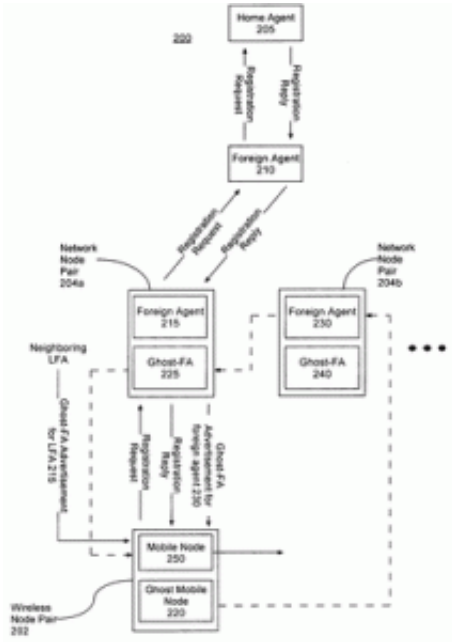 Home Agent
205
200
Registration
Request
Registration
Reply
Foreign Agent
210
Registration
Request
Registration
Reply
Network
Node
Pair
204a
Network
Node
Pair
204b
Foreign Agent
215
Ghost-FA
225
Foreign Agent
230
Ghost-FA
240
Neighboring
LFA
Ghost-FA Advertisement
for LFA 215
Registration
Request
Registration
Reply
Ghost-FA
Advertisement for
foreign agent 230
Mobile Node
250
Ghost Mobile
Node
220
Wireless
Node Pair
202